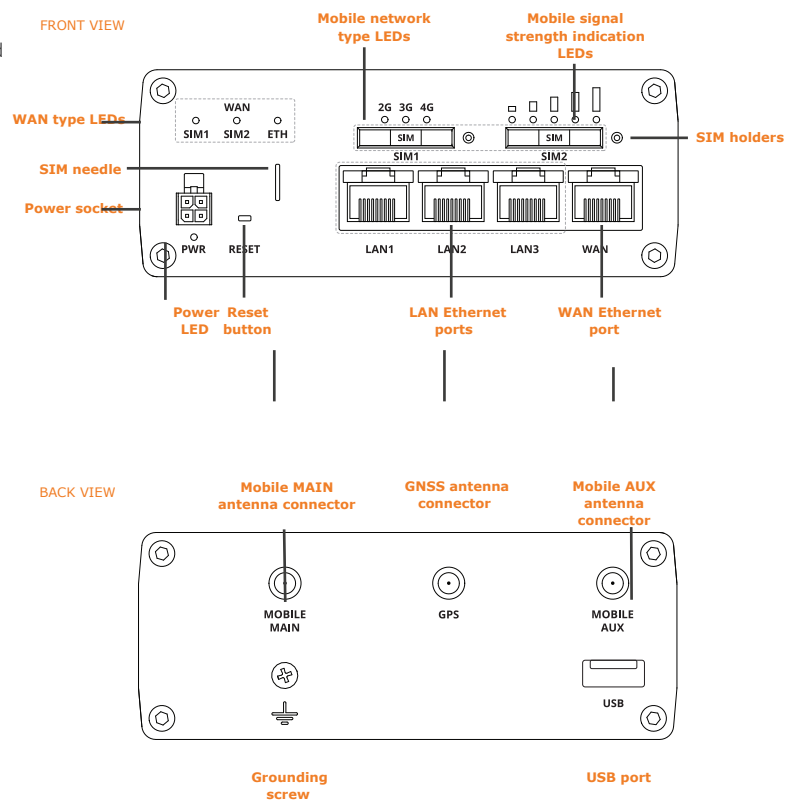 FRONT VIEW
Mobile network
type LEDs
Mobile signal
strength indication
LEDs
d
WAN type LEDs
SIM needle
Power socket
SIM holders
WAN
SIM1 SIM2 ETH
2G 3G 4G
SIM
SIM
SIM1
SIM2
PWR
RESET
LAN1
LAN2
LAN3
WAN
Power
LED
Reset
button
LAN Ethernet
ports
WAN Ethernet
port
BACK VIEW
Mobile MAIN
antenna connector
GNSS antenna
connector
Mobile AUX
antenna
connector
MOBILE
MAIN
GPS
MOBILE
AUX
USB
Grounding
screw
USB port